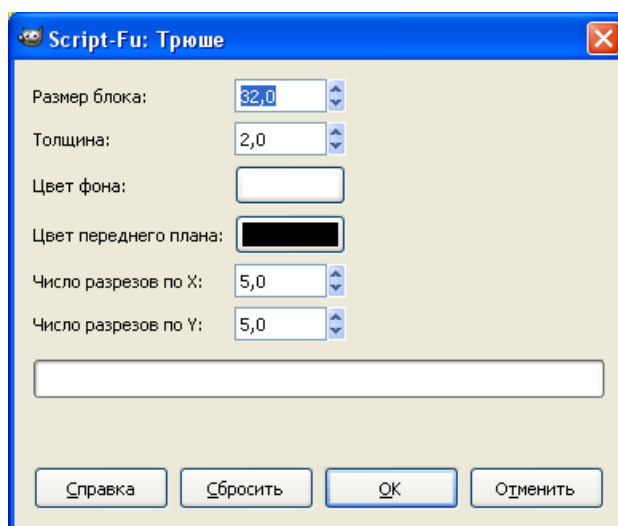 Script-Fu: Трюше
Размер блока: 32,0
Толщина: 2,0
Цвет фона:
Цвет переднего плана:
Число разрезов по X: 5,0
Число разрезов по Y: 5,0
Справка Сбросить OK Отменить